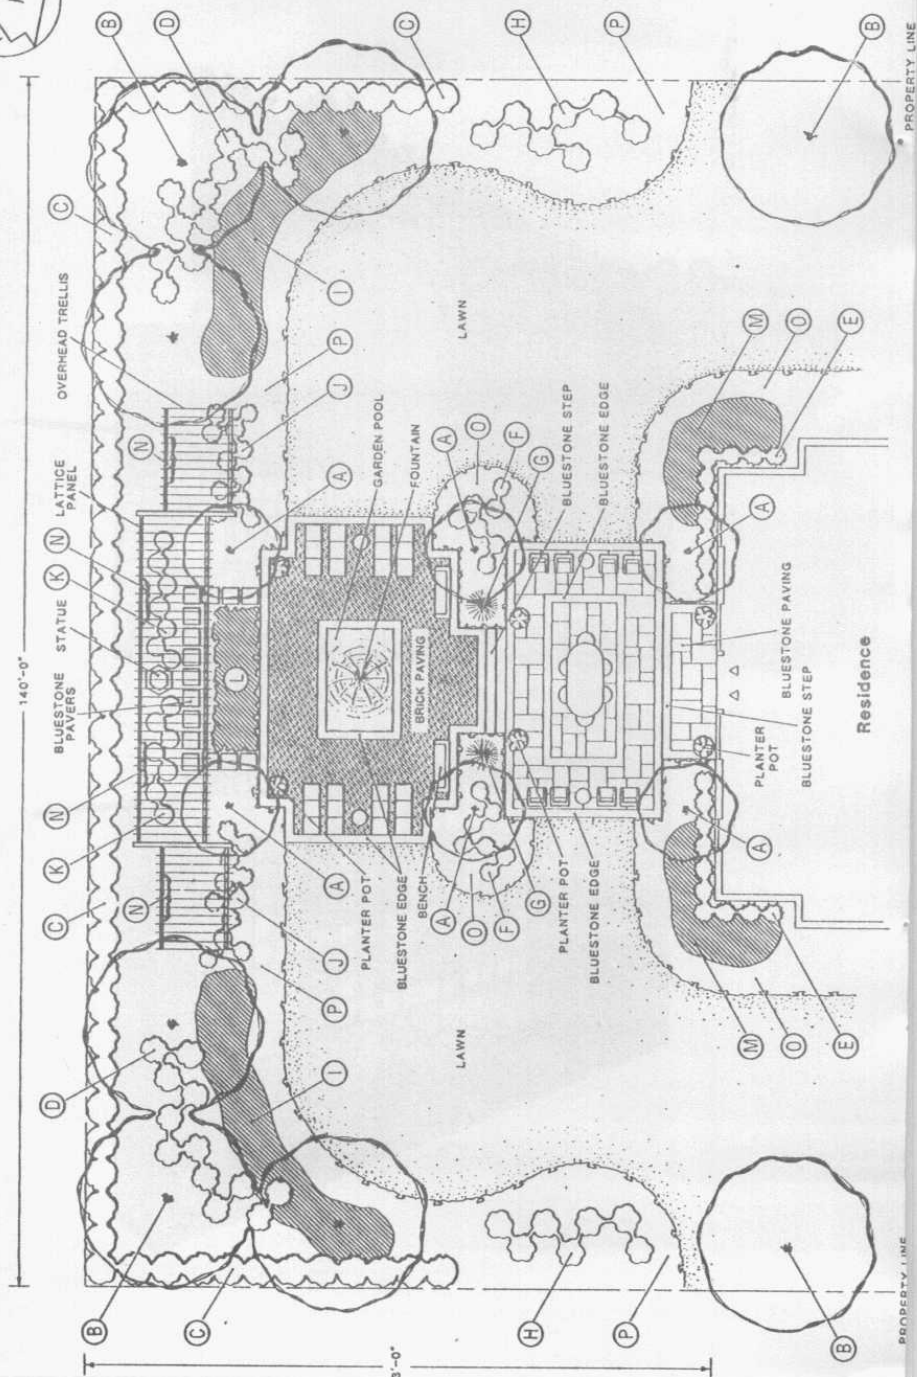 140'-0"
B
D
C
H
P
B
PROPERTY LINE
C
OVERHEAD TRELLIS
LATTICE
PANEL
N
K
STATUE
BLUESTONE
PAVERS
N
K
C
N
N
I
P
J
A
LAWN
GARDEN POOL
FOUNTAIN
A
O
F
G
BLUESTONE STEP
BLUESTONE EDGE
M
O
E
A
L
BRICK PAVING
BLUESTONE PAVING
BLUESTONE STEP
PLANTER
POT
Residence
A
PLANTER POT
BLUESTONE EDGE
BENCH
A
O
F
G
PLANTER POT
BLUESTONE EDGE
A
J
P
I
D
LAWN
M
O
E
B
C
H
P
B
PROPERTY LINE